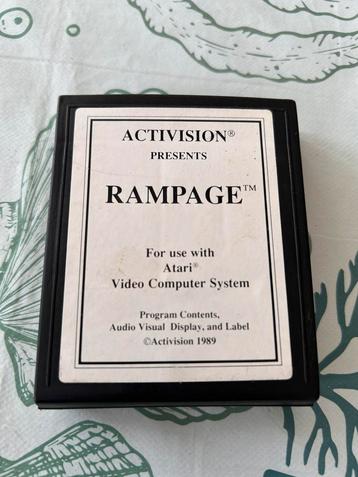 ACTIVISION®
PRESENTS
RAMPAGE™
For use with
Atari®
Video Computer System
Program Contents,
Audio Visual Display, and Label
©Activision 1989